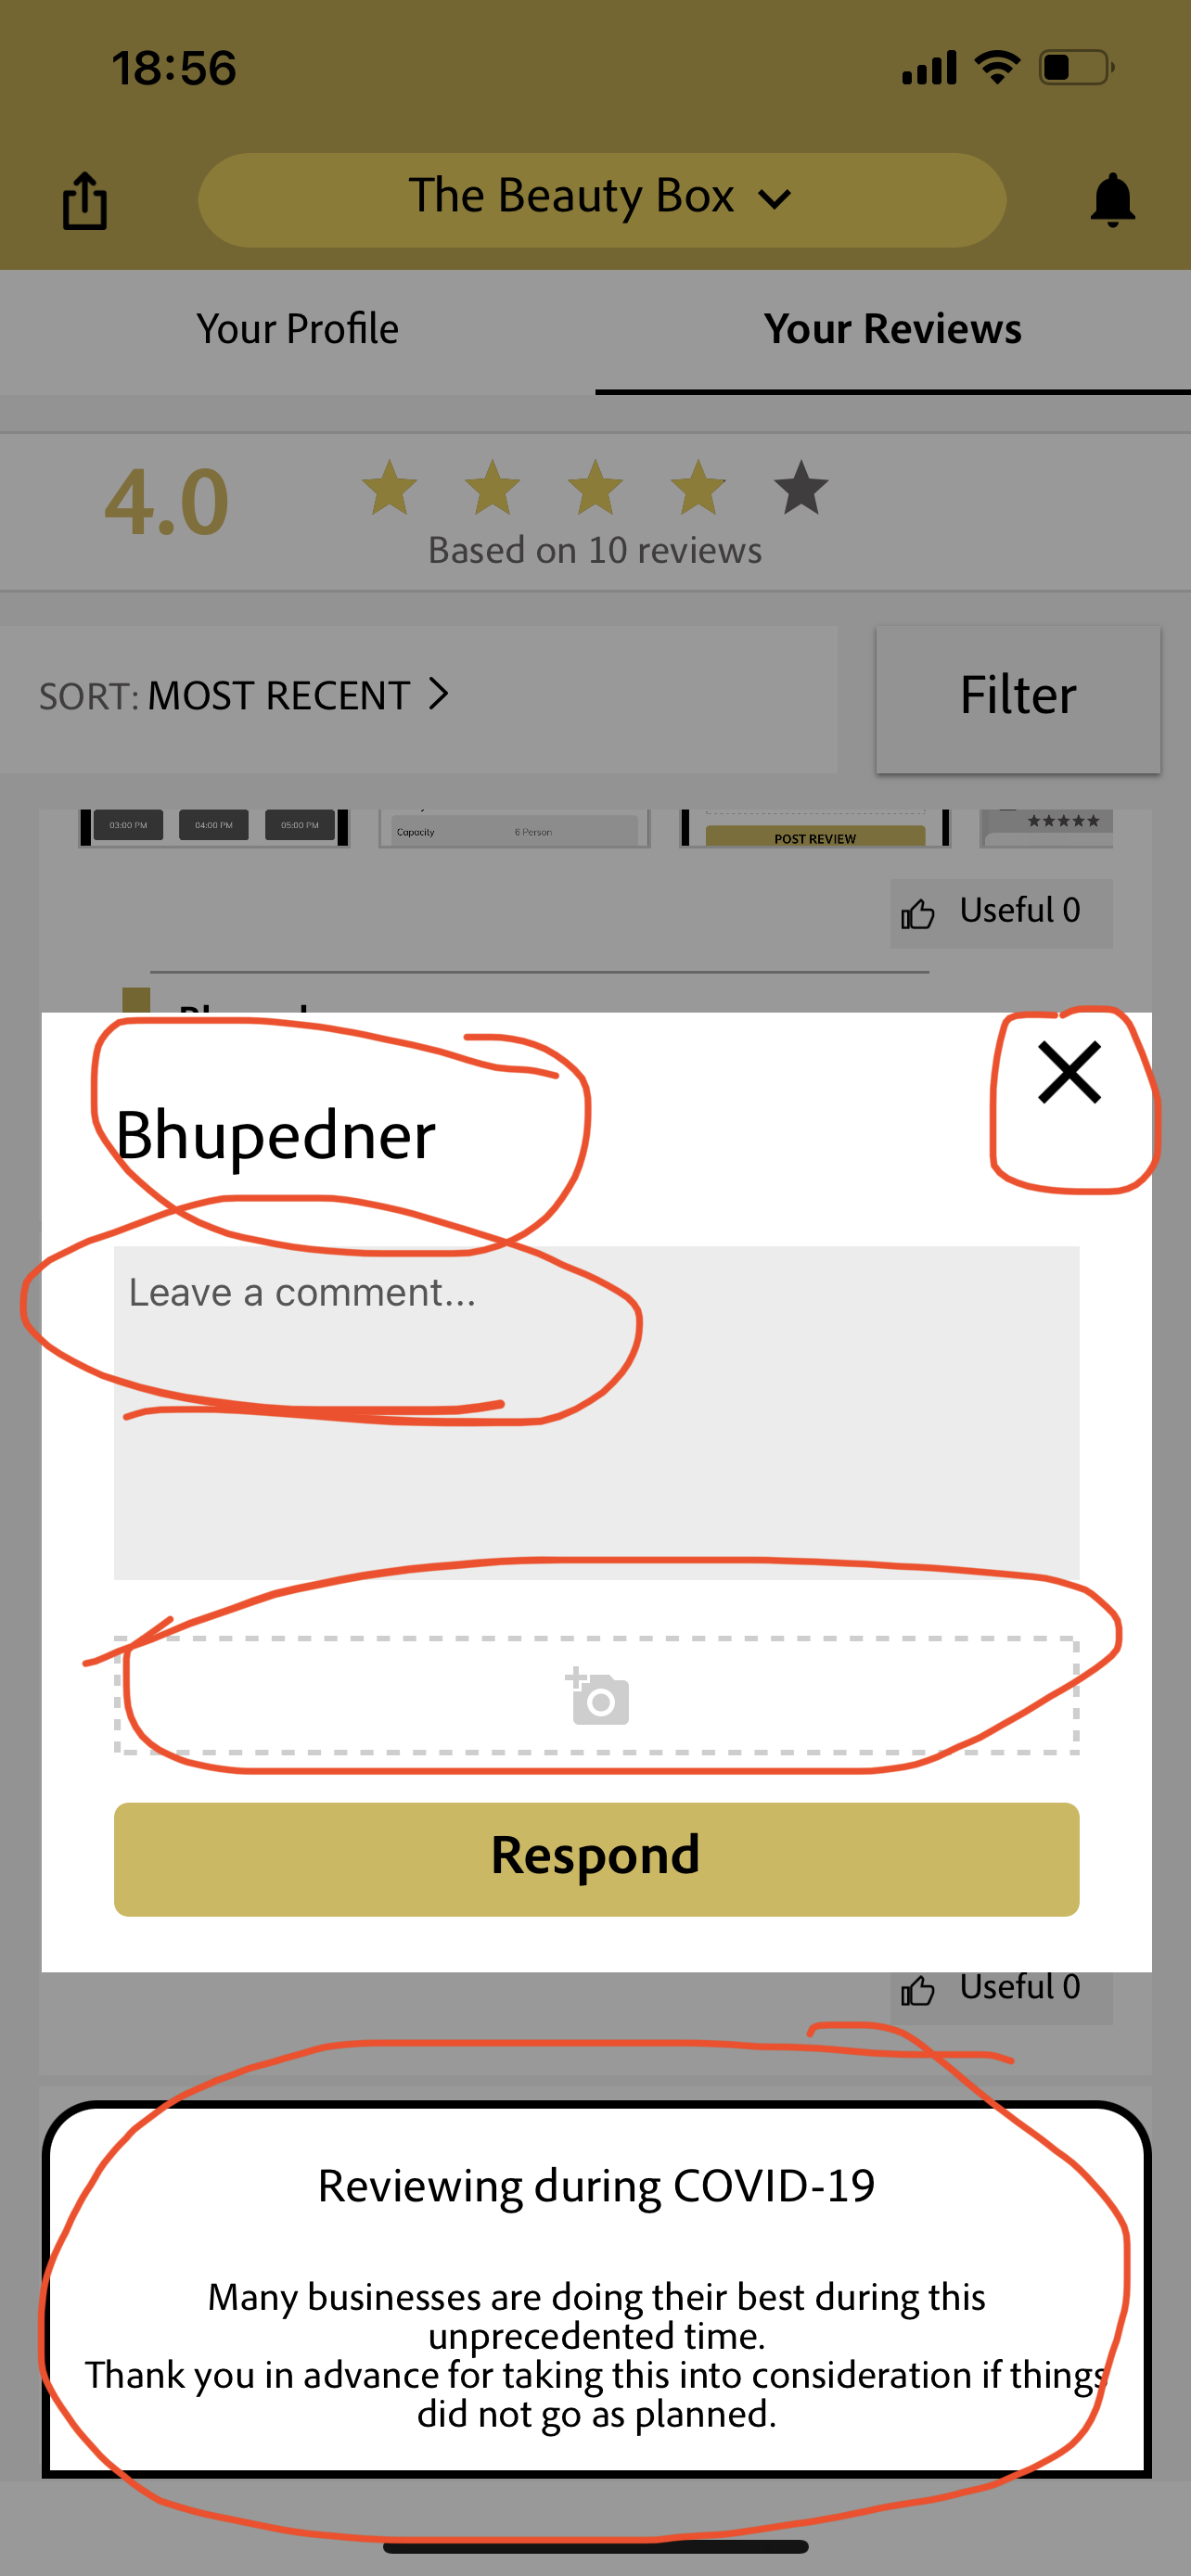 18:56
The Beauty Box
Your Profile
Your Reviews
4.0
Based on 10 reviews
SORT: MOST RECENT
Filter
03:00 PM
04:00 PM
05:00 PM
Capacity
6 Person
POST REVIEW
Useful 0
Bhupedner
Leave a comment...
Respond
Useful 0
Reviewing during COVID-19
Many businesses are doing their best during this
unprecedented time.
Thank you in advance for taking this into consideration if things
did not go as planned.